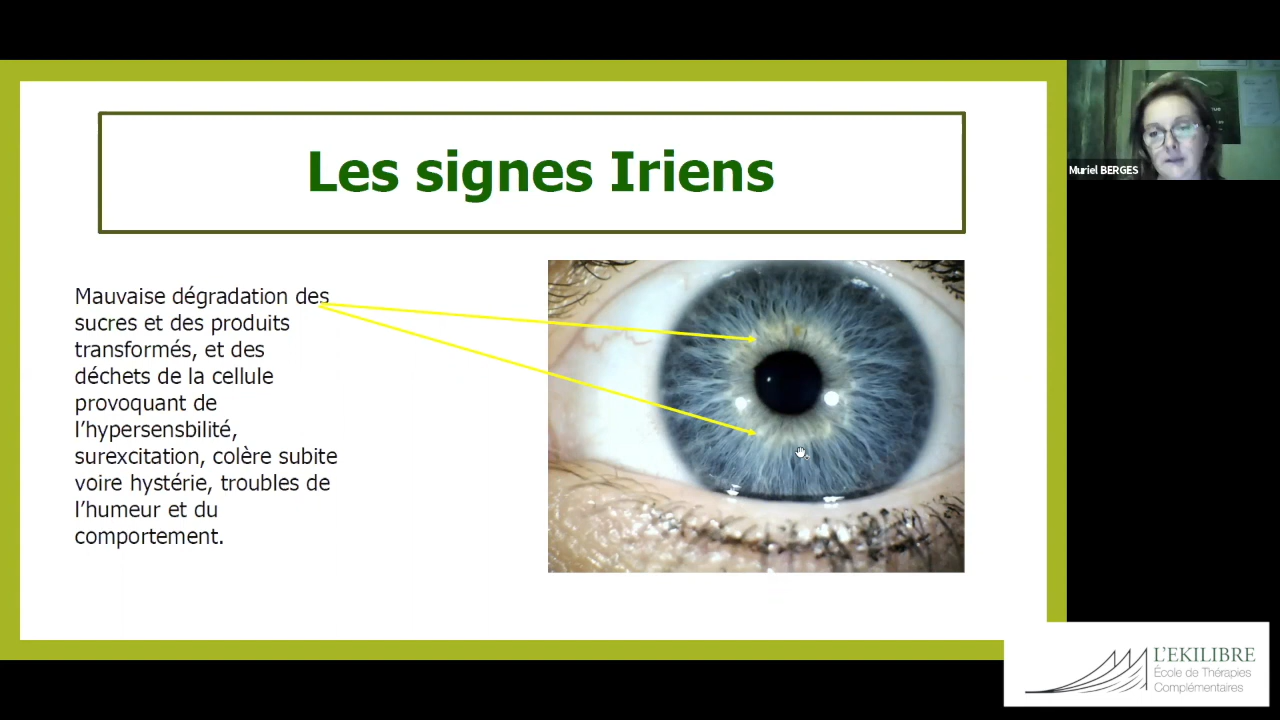 Les signes Iriens
Mauvaise dégradation des
sucres et des produits
transformés, et des
déchets de la cellule
provoquant de
l'hypersensbilité,
surexcitation, colère subite
voire hystérie, troubles de
l'humeur et du
comportement.
Muriel BERGES
L'EKILIBRE
École de Thérapies
Complémentaires